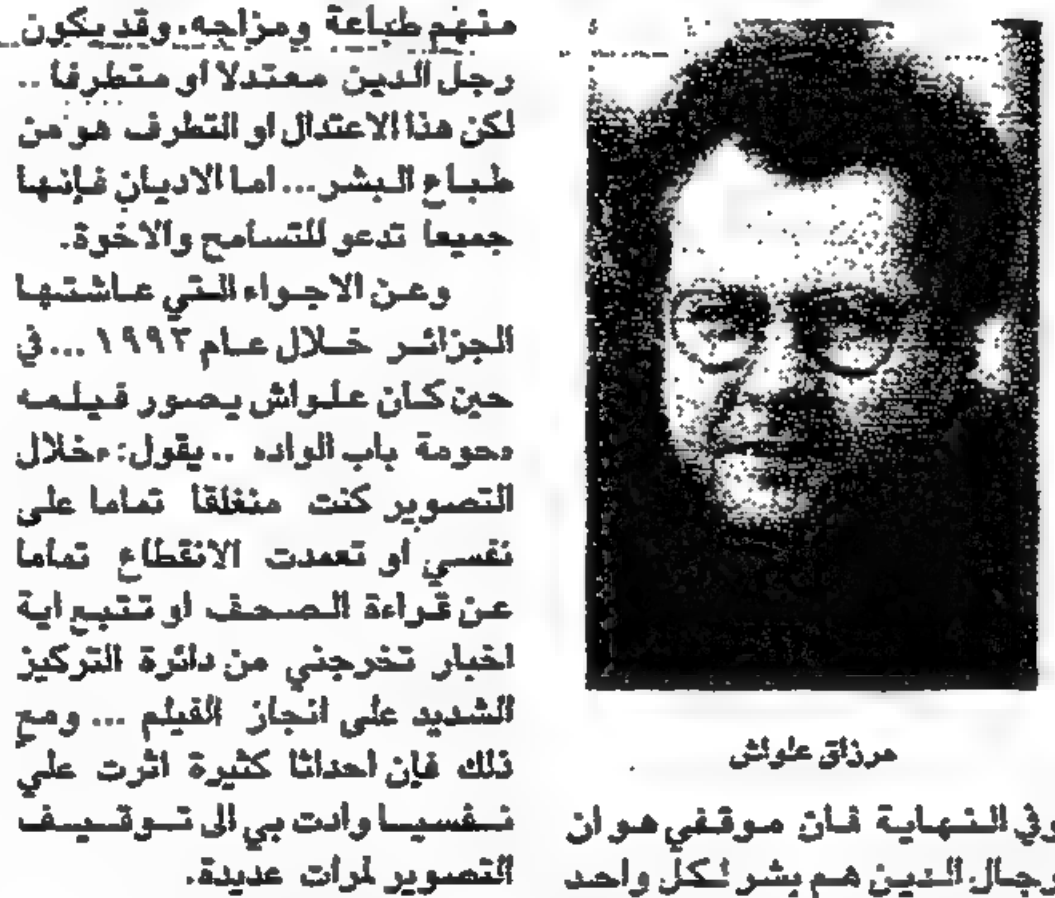 مرزاق علواش
وفي النهاية فان موقفي هو ان
رجال الدين هم بشر لكل واحد
منهم طباعة ومزاجه، وقد يكون
رجل الدين معتدلا او متطرفا ..
لكن هذا الاعتدال او التطرف هو من
طباع البشر ... اما الاديان فإنها
جميعا تدعو للتسامح والاخوة.
وعن الاجواء التي عاشتها
الجزائر خلال عام ١٩٩٣ ... في
حين كان علواش يصور فيلمه
«حومة باب الواد» .. يقول: «خلال
التصوير كنت منغلقا تماما على
نفسي او تعمدت الانقطاع تماما
عن قراءة الصحف او تتبع اية
اخبار تخرجني من دائرة التركيز
الشديد على انجاز الفيلم ... ومع
ذلك فإن احداثا كثيرة اثرت علي
نفسيا وادت بي الى توقيف
التصوير لمرات عديدة.